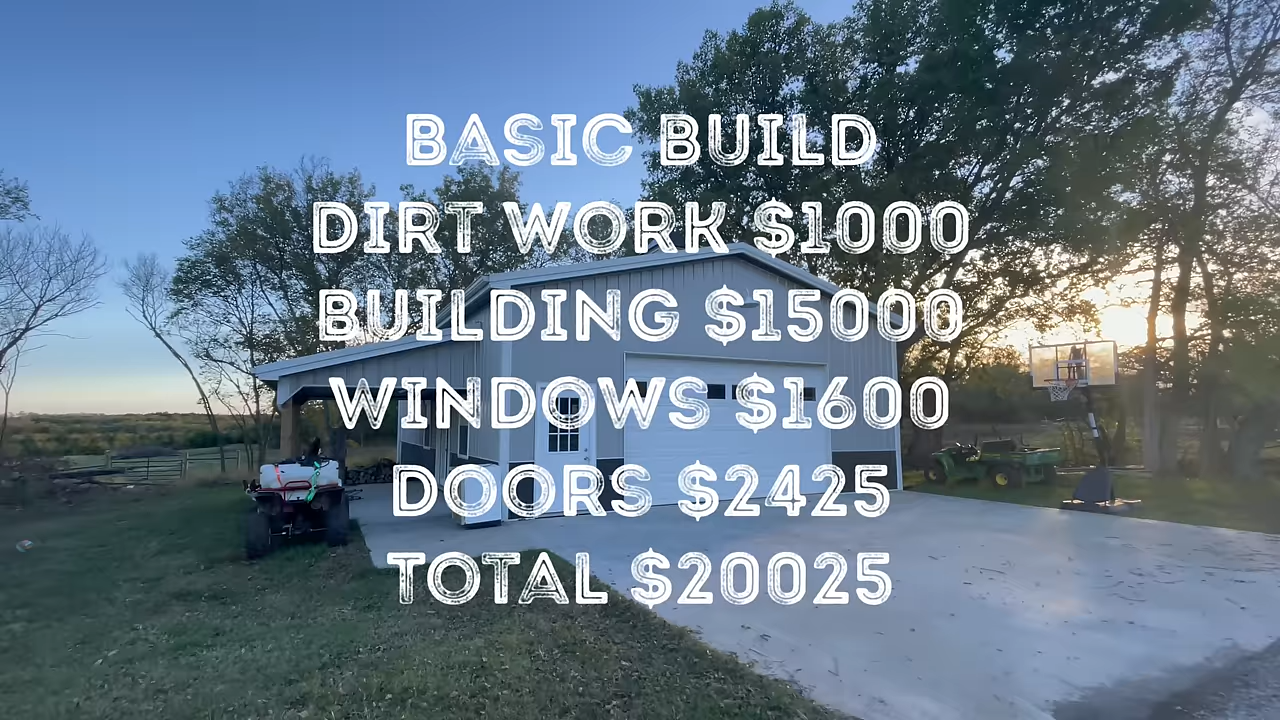 BASIC BUILD
DIRT WORK $1000
BUILDING $15000
WINDOWS $1600
DOORS $2425
TOTAL $20025